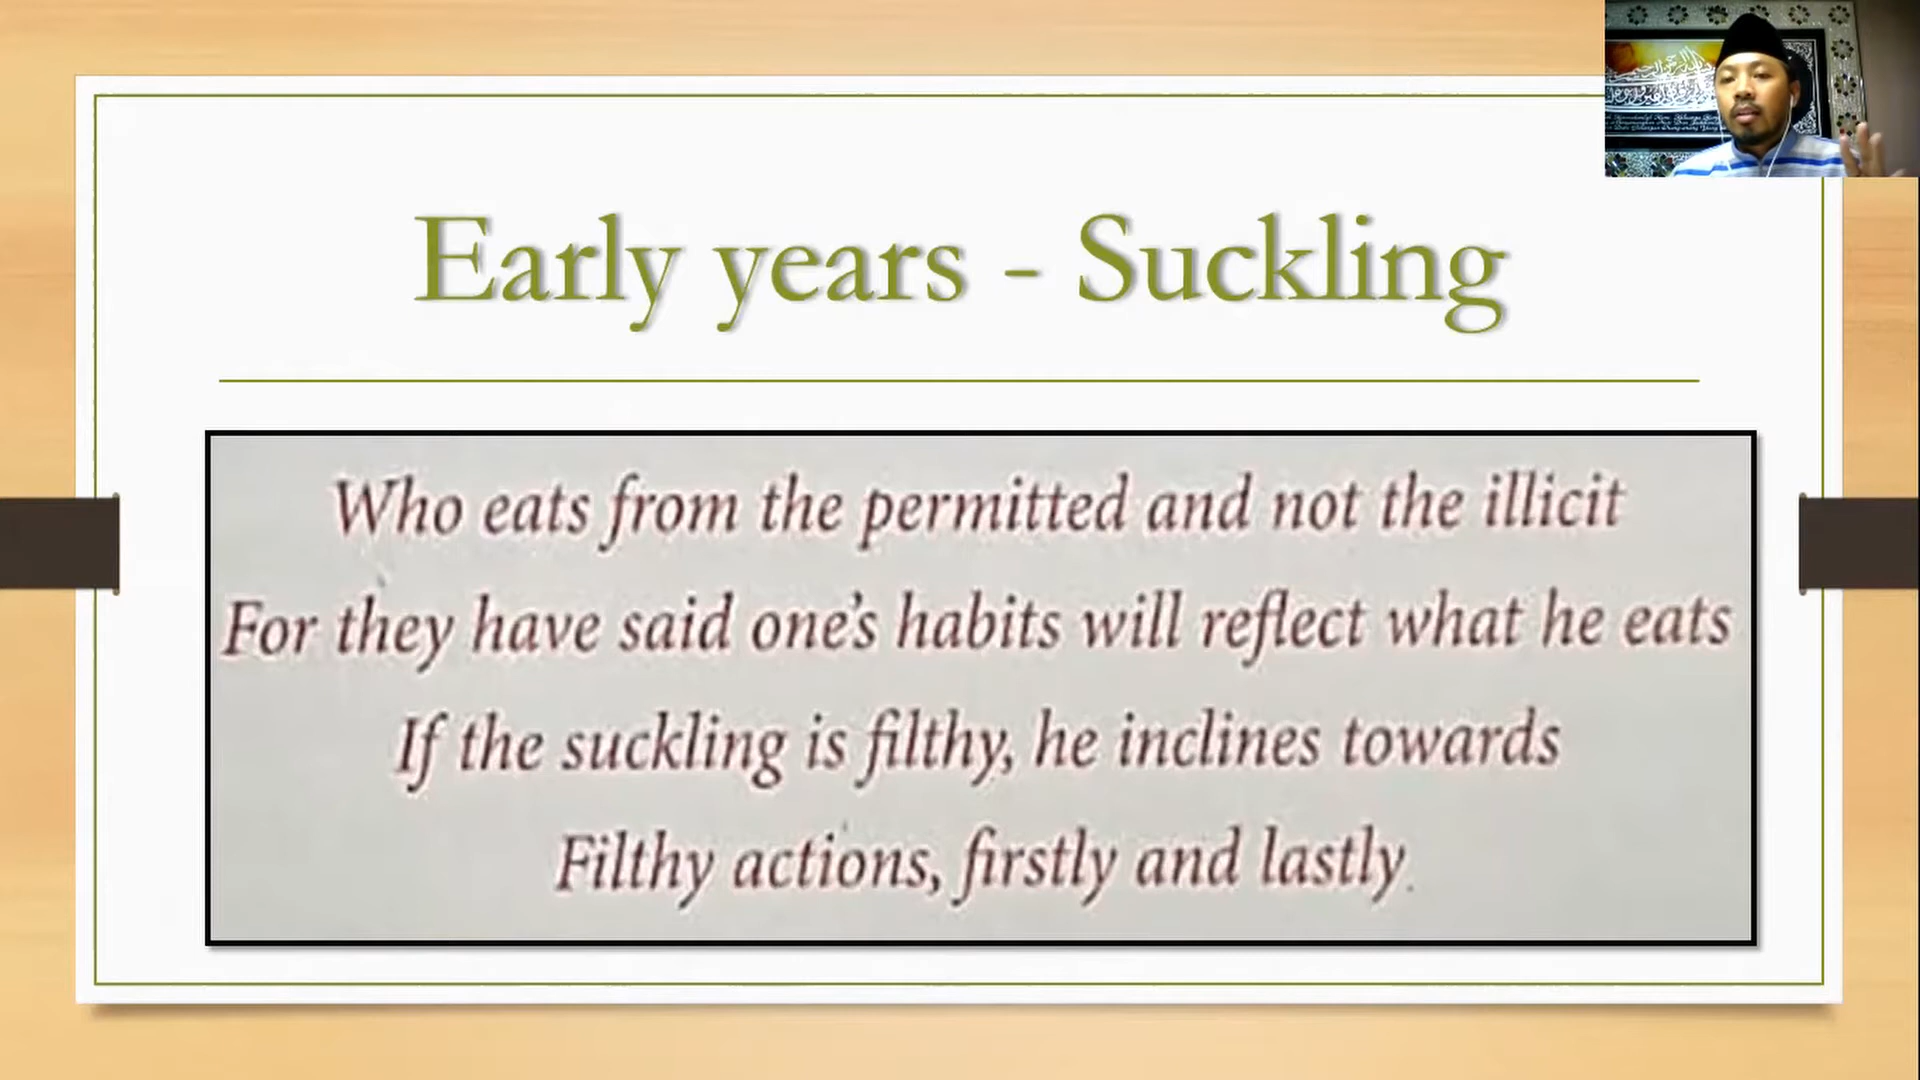 Early years - Suckling
Who eats from the permitted and not the illicit
For they have said one’s habits will reflect what he eats
If the suckling is filthy, he inclines towards
Filthy actions, firstly and lastly.